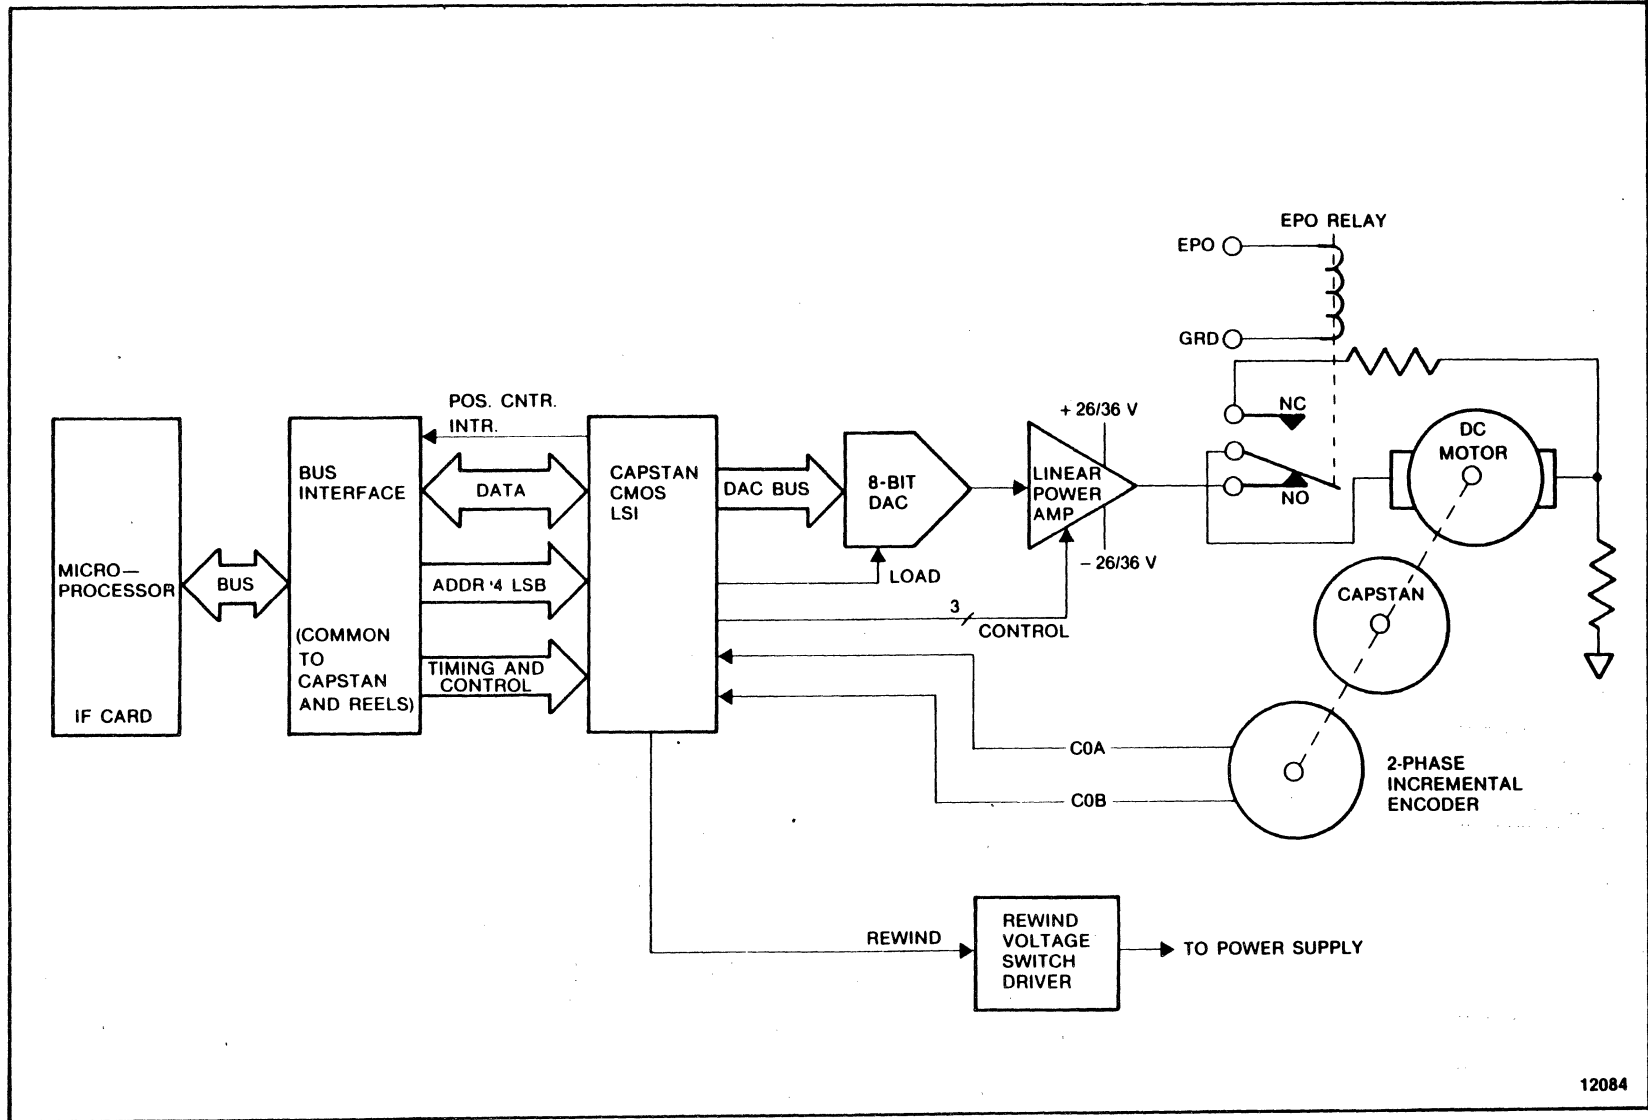 EPO RELAY
EPO
GRD
NC
NO
+ 26/36 V
− 26/36 V
LINEAR
POWER
AMP
DC
MOTOR
CAPSTAN
2-PHASE
INCREMENTAL
ENCODER
POS. CNTR.
INTR.
MICRO—
PROCESSOR
IF CARD
BUS
BUS
INTERFACE
(COMMON
TO
CAPSTAN
AND REELS)
DATA
ADDR '4 LSB
TIMING AND
CONTROL
CAPSTAN
CMOS
LSI
DAC BUS
8-BIT
DAC
LOAD
3
CONTROL
C0A
C0B
REWIND
REWIND
VOLTAGE
SWITCH
DRIVER
TO POWER SUPPLY
12084